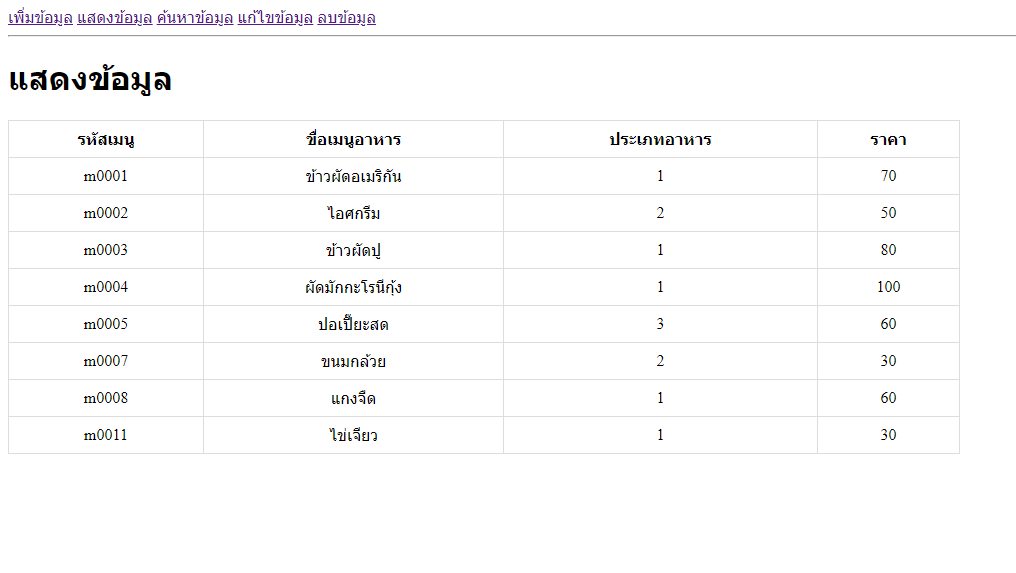 เพิ่มข้อมูล แสดงข้อมูล ค้นหาข้อมูล แก้ไขข้อมูล ลบข้อมูล
แสดงข้อมูล
รหัสเมนู ชื่อเมนูอาหาร ประเภทอาหาร ราคา
m0001 ข้าวผัดอเมริกัน 1 70
m0002 ไอศกรีม 2 50
m0003 ข้าวผัดปู 1 80
m0004 ผัดมักกะโรนีกุ้ง 1 100
m0005 ปอเปี๊ยะสด 3 60
m0007 ขนมกล้วย 2 30
m0008 แกงจืด 1 60
m0011 ไข่เจียว 1 30